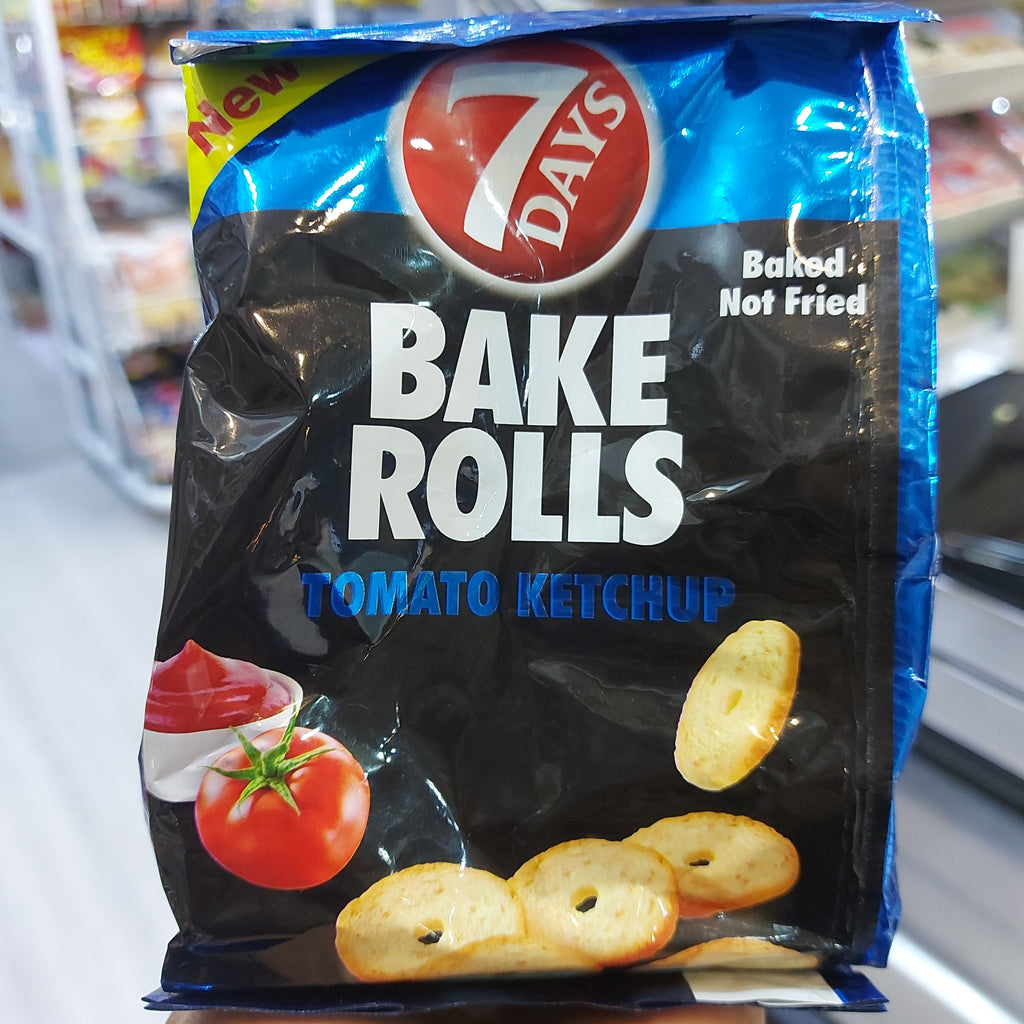 New
7
DAYS
Baked
Not Fried
BAKE
ROLLS
TOMATO KETCHUP